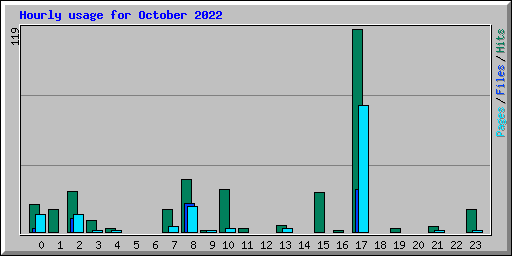 Hourly usage for October 2022
119
0 1 2 3 4 5 6 7 8 9 10 11 12 13 14 15 16 17 18 19 20 21 22 23
Pages/Files/Hits